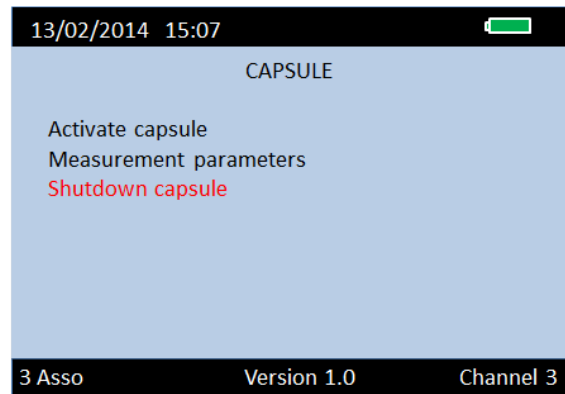 13/02/2014 15:07
CAPSULE
Activate capsule
Measurement parameters
Shutdown capsule
3 Asso Version 1.0 Channel 3